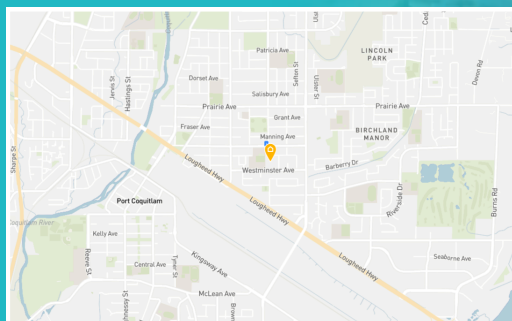 Patricia Ave
LINCOLN
PARK
Dorset Ave
Jervis St
Hastings St
Salisbury Ave
Sefton St
Ulster St
Devon Rd
Prairie Ave
Prairie Ave
Grant Ave
Fraser Ave
Manning Ave
BIRCHLAND
MANOR
Sharpe St
Lougheed Hwy
Westminster Ave
Barberry Dr
Port Coquitlam
Lougheed Hwy
Riverside Dr
Burns Rd
Coquitlam River
Kelly Ave
Reeve St
Central Ave
Tyner St
Kingsway Ave
Lougheed Hwy
Seaborne Ave
McLean Ave